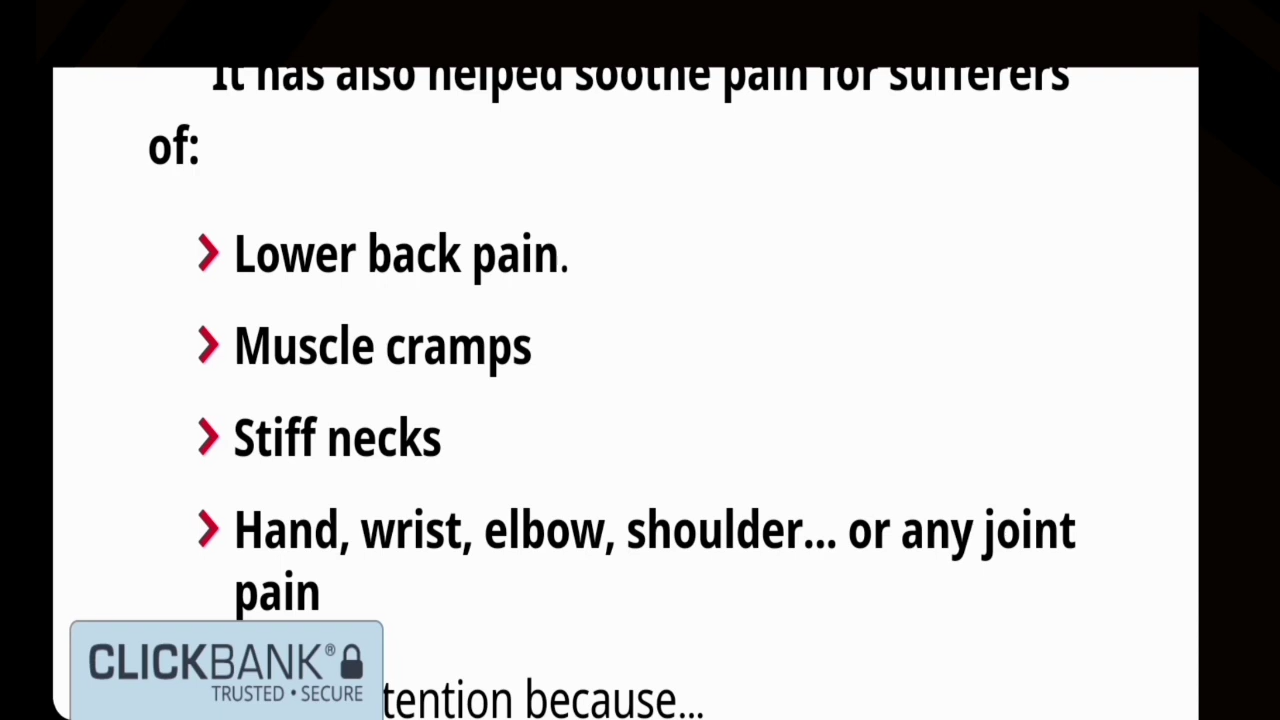 It has also helped soothe pain for sufferers
of:
Lower back pain.
Muscle cramps
Stiff necks
Hand, wrist, elbow, shoulder... or any joint
pain
CLICKBANK®
TRUSTED • SECURE
because...